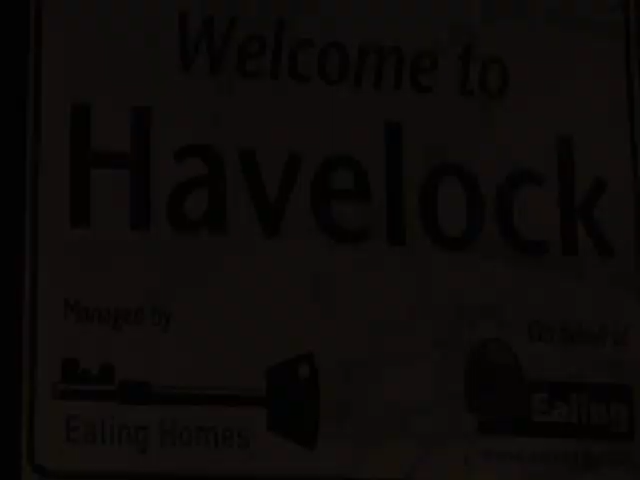 Welcome to
Havelock
Managed by
Ealing Homes
Ealing